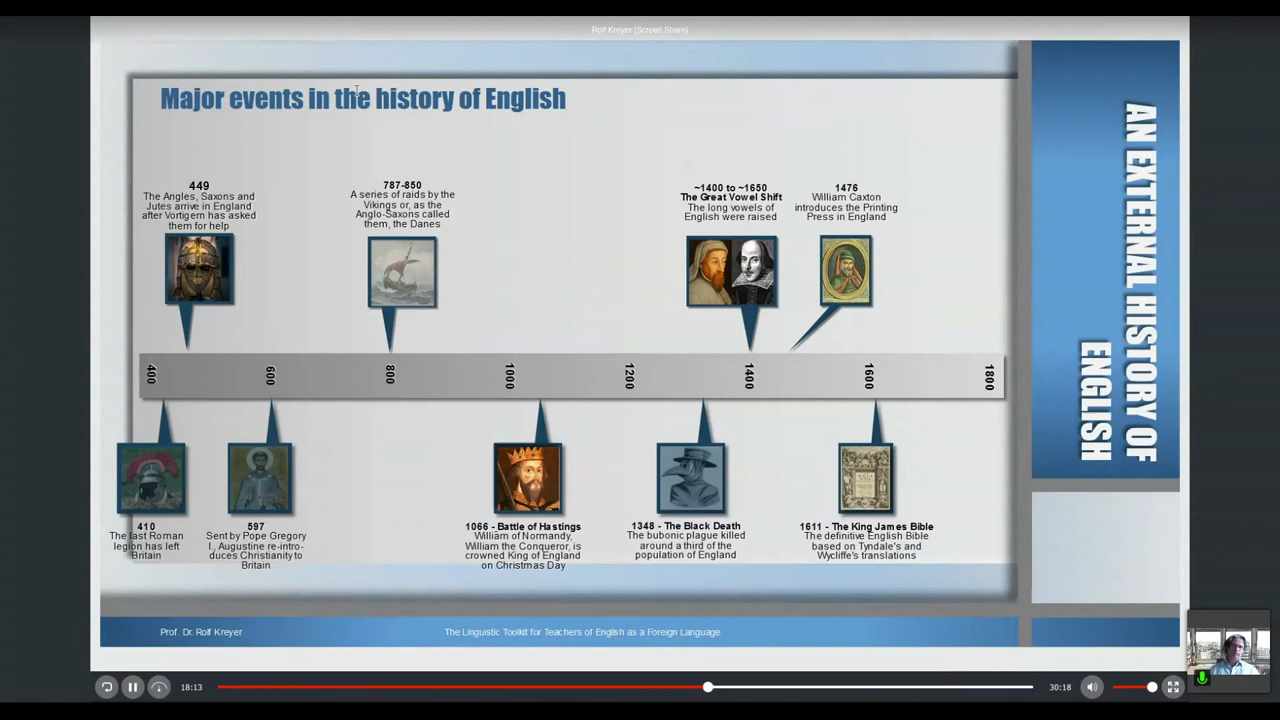 Rolf Kreyer (Screen Share)
Major events in the history of English
449
The Angles, Saxons and
Jutes arrive in England
after Vortigern has asked
them for help
787-850
A series of raids by the
Vikings or, as the
Anglo-Saxons called
them, the Danes
~1400 to ~1650
The Great Vowel Shift
The long vowels of
English were raised
1476
William Caxton
introduces the Printing
Press in England
400
600
800
1000
1200
1400
1600
1800
410
The last Roman
legion has left
Britain
597
Sent by Pope Gregory
I., Augustine re-intro-
duces Christianity to
Britain
1066 - Battle of Hastings
William of Normandy,
William the Conqueror, is
crowned King of England
on Christmas Day
1348 - The Black Death
The bubonic plague killed
around a third of the
population of England
1611 - The King James Bible
The definitive English Bible
based on Tyndale's and
Wycliffe's translations
AN EXTERNAL HISTORY OF
ENGLISH
Prof. Dr. Rolf Kreyer
The Linguistic Toolkit for Teachers of English as a Foreign Language
18:13
30:18